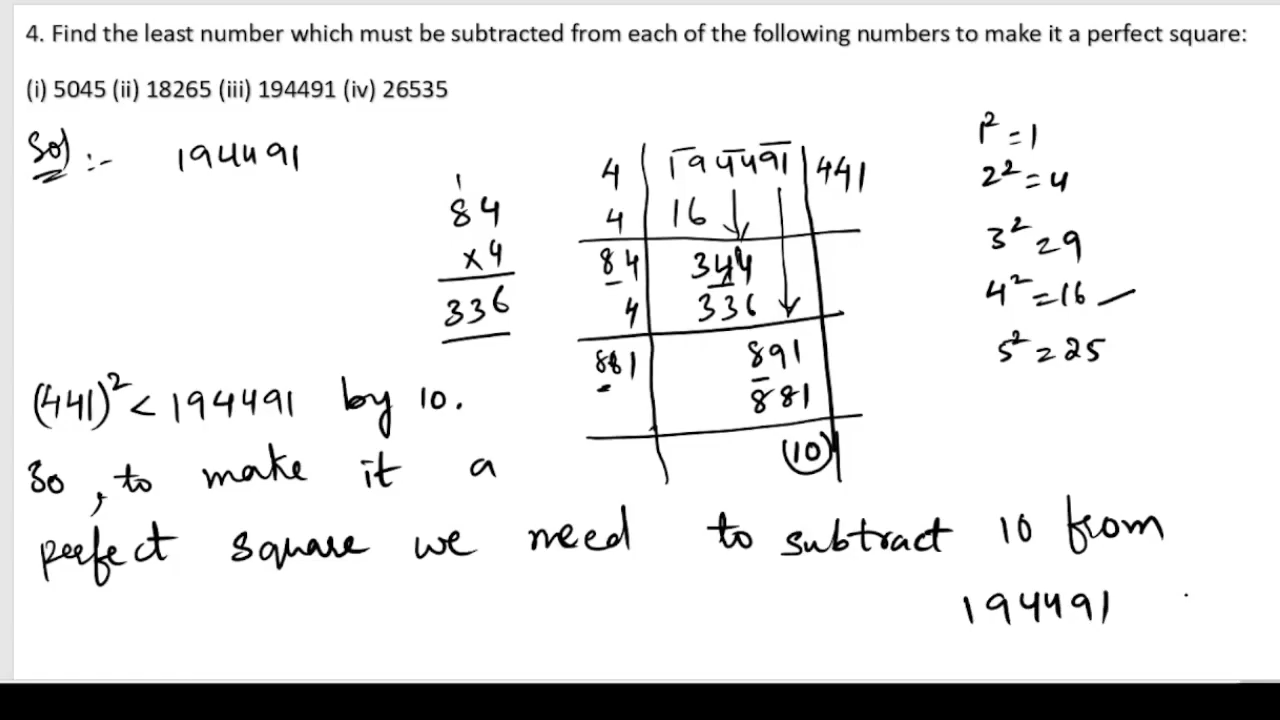 4. Find the least number which must be subtracted from each of the following numbers to make it a perfect square:
(i) 5045 (ii) 18265 (iii) 194491 (iv) 26535
Sol :- 194491
84
x4
336
4 194491 441
4 16
84 344
4 336
881 891
881
10
1² = 1
2² = 4
3² = 9
4² = 16
5² = 25
(441)² < 194491 by 10.
So, to make it a
perfect square we need to subtract 10 from
194491